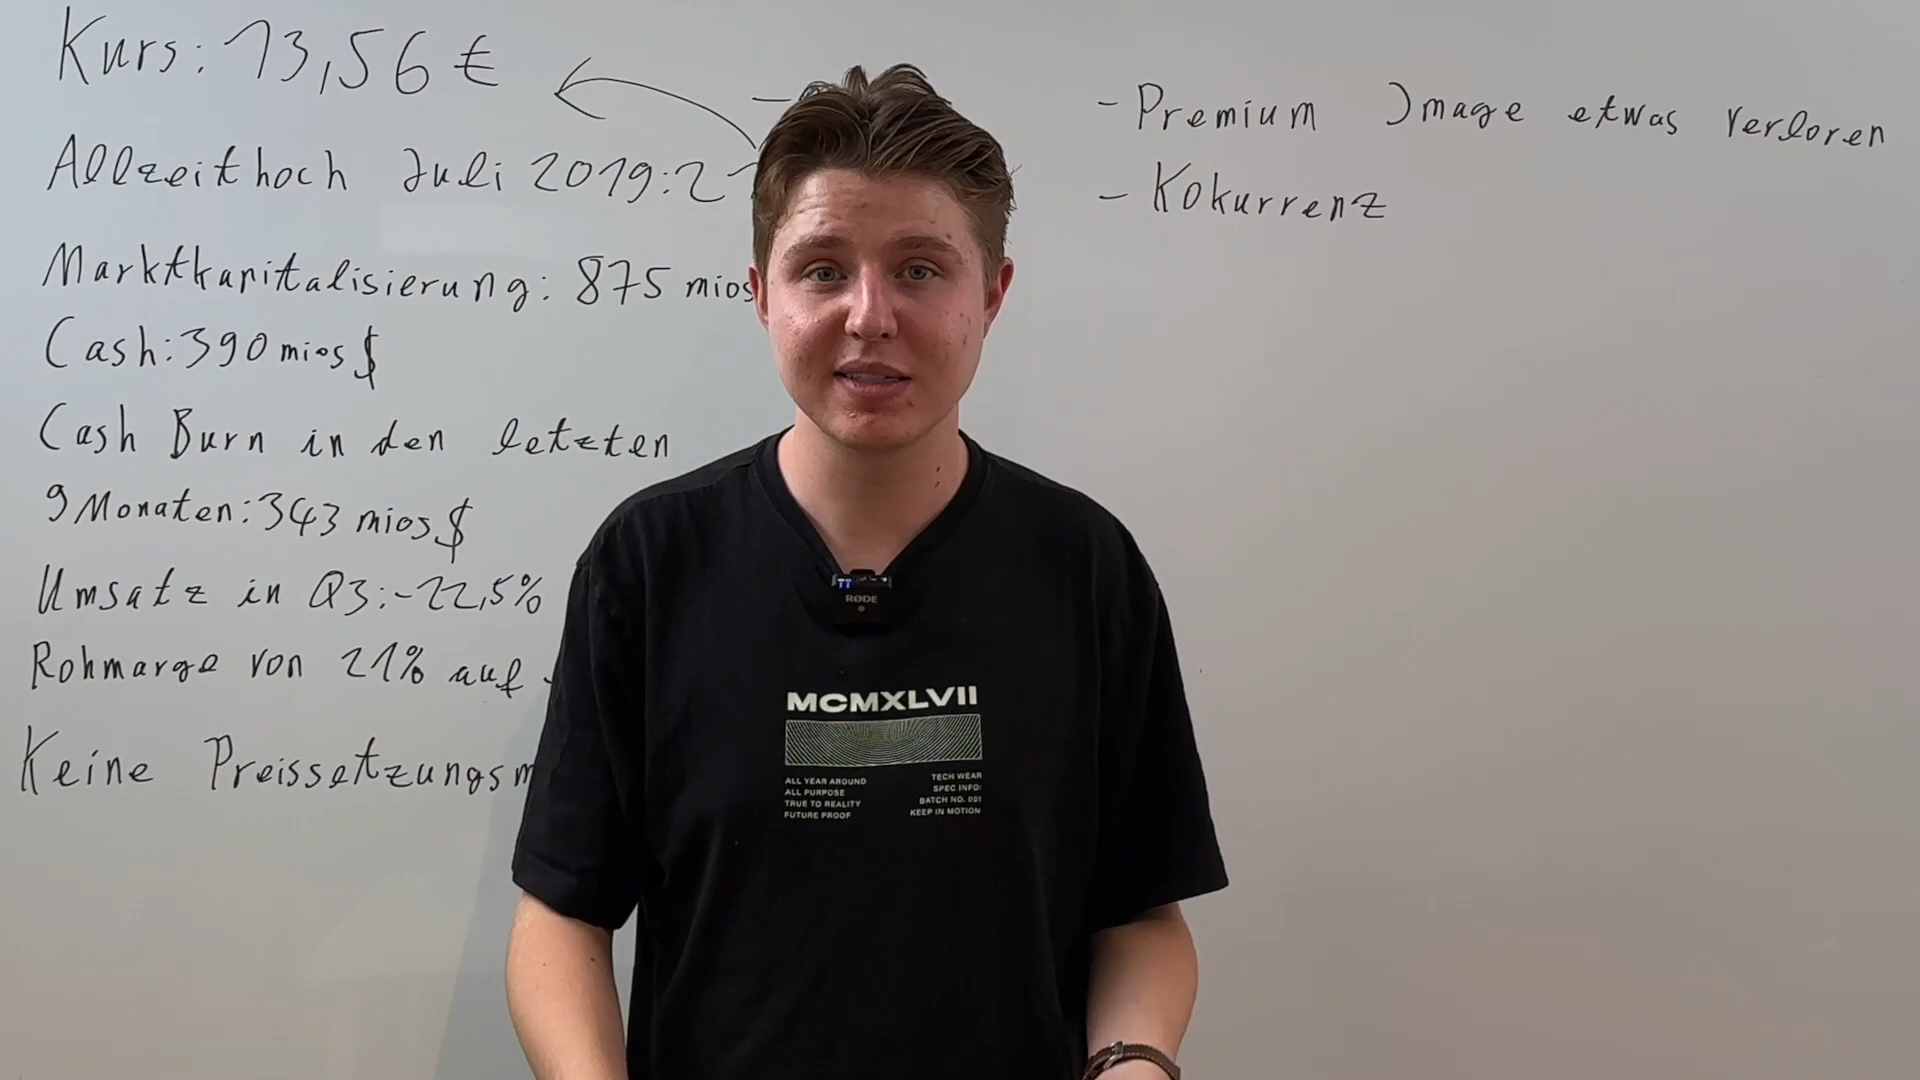 Kurs: 13,56 €
Allzeithoch Juli 2019: 2
Marktkapitalisierung: 875 mios
Cash: 390 mios $
Cash Burn in den letzten
9 Monaten: 343 mios $
Umsatz in Q3: -22,5%
Rohmarge von 21% auf
Keine Preissetzungsm
- Premium Image etwas verloren
- Kokurrenz
RØDE
MCMXLVII
ALL YEAR AROUND
ALL PURPOSE
TRUE TO REALITY
FUTURE PROOF
TECH WEAR
SPEC INFO:
BATCH NO. 001
KEEP IN MOTION